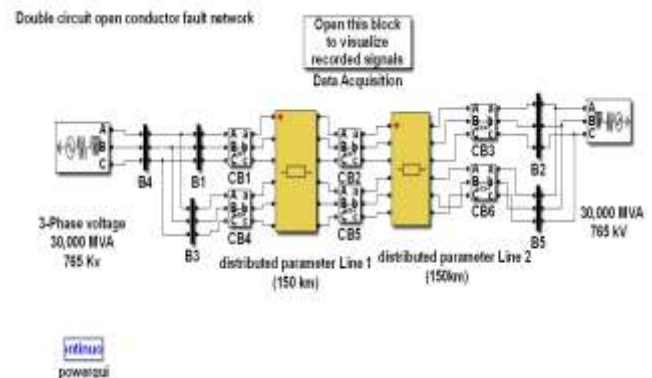 Double circuit open conductor fault network
Open this block
to visualize
recorded signals
Data Acquisition
A
B
C
B4
B1
A a
B b
C c
CB1
A a
B b
C c
CB2
A a
B b
C c
CB3
B2
A
B
C
B3
A a
B b
C c
CB4
A a
B b
C c
CB5
A a
B b
C c
CB6
B5
3-Phase voltage
30,000 MVA
765 Kv
distributed parameter Line 1
(150 km)
distributed parameter Line 2
(150km)
30,000 MVA
765 kV
ntinuo
powergui